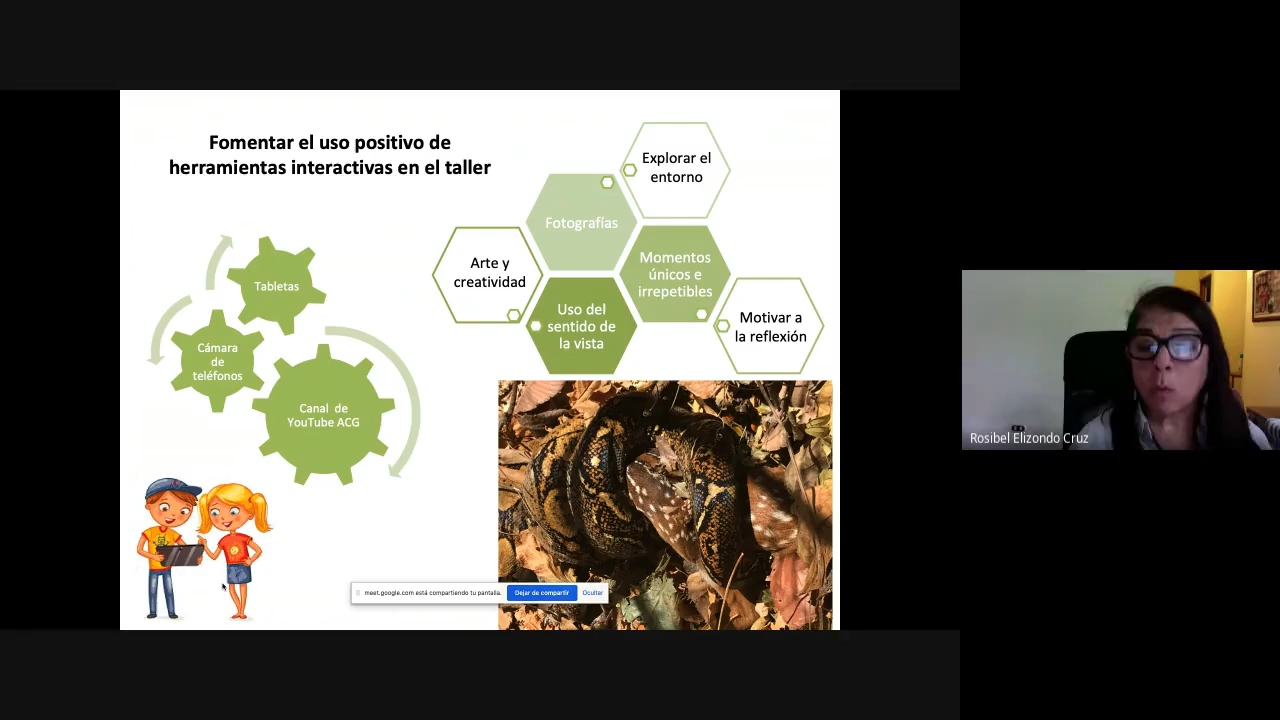 Fomentar el uso positivo de
herramientas interactivas en el taller
Tabletas
Cámara
de
teléfonos
Canal de
YouTube ACG
Explorar el
entorno
Fotografías
Momentos
únicos e
irrepetibles
Arte y
creatividad
Uso del
sentido de
la vista
Motivar a
la reflexión
meet.google.com está compartiendo tu pantalla.
Dejar de compartir
Ocultar
Rosibel Elizondo Cruz